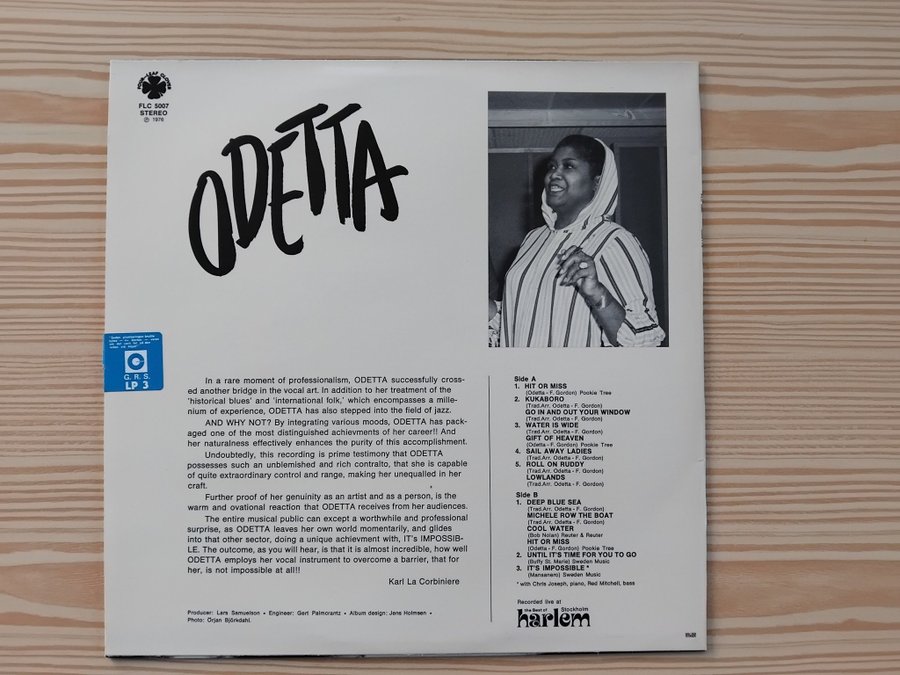 FOUR-LEAF CLOVER
FLC 5007
STEREO
℗ 1976
ODETTA
G. R. S.
LP 3
In a rare moment of professionalism, ODETTA successfully cross-
ed another bridge in the vocal art. In addition to her treatment of the
'historical blues' and 'international folk,' which encompasses a mille-
nium of experience, ODETTA has also stepped into the field of jazz.
AND WHY NOT? By integrating various moods, ODETTA has pack-
aged one of the most distinguished achievments of her career!! And
her naturalness effectively enhances the purity of this accomplishment.
Undoubtedly, this recording is prime testimony that ODETTA
possesses such an unblemished and rich contralto, that she is capable
of quite extraordinary control and range, making her unequalled in her
craft.
Further proof of her genuinity as an artist and as a person, is the
warm and ovational reaction that ODETTA receives from her audiences.
The entire musical public can except a worthwhile and professional
surprise, as ODETTA leaves her own world momentarily, and glides
into that other sector, doing a unique achievment with, IT's IMPOSSIB-
LE. The outcome, as you will hear, is that it is almost incredible, how well
ODETTA employs her vocal instrument to overcome a barrier, that for
her, is not impossible at all!!
Karl La Corbiniere
Producer: Lars Samuelson • Engineer: Gert Palmcrantz • Album design: Jens Holmsen •
Photo: Örjan Björkdahl.
Side A
1. HIT OR MISS
(Odetta - F. Gordon) Pookie Tree
2. KUKABORO
(Trad.Arr. Odetta - F. Gordon)
GO IN AND OUT YOUR WINDOW
(Trad.Arr. Odetta - F. Gordon)
3. WATER IS WIDE
(Trad.Arr. Odetta - F. Gordon)
GIFT OF HEAVEN
(Odetta - F. Gordon) Pookie Tree
4. SAIL AWAY LADIES
(Trad.Arr. Odetta - F. Gordon)
5. ROLL ON RUDDY
(Trad.Arr. Odetta - F. Gordon)
LOWLANDS
(Trad.Arr. Odetta - F. Gordon)
Side B
1. DEEP BLUE SEA
(Trad.Arr. Odetta - F. Gordon)
MICHELE ROW THE BOAT
(Trad.Arr. Odetta - F. Gordon)
COOL WATER
(Bob Nolan) Reuter & Reuter
HIT OR MISS
(Odetta - F. Gordon) Pookie Tree
2. UNTIL IT'S TIME FOR YOU TO GO
(Buffy St. Marie) Sweden Music
3. IT'S IMPOSSIBLE *
(Mansanero) Sweden Music
* with Chris Joseph, piano, Red Mitchell, bass
Recorded live at
the Best of Stockholm
harlem